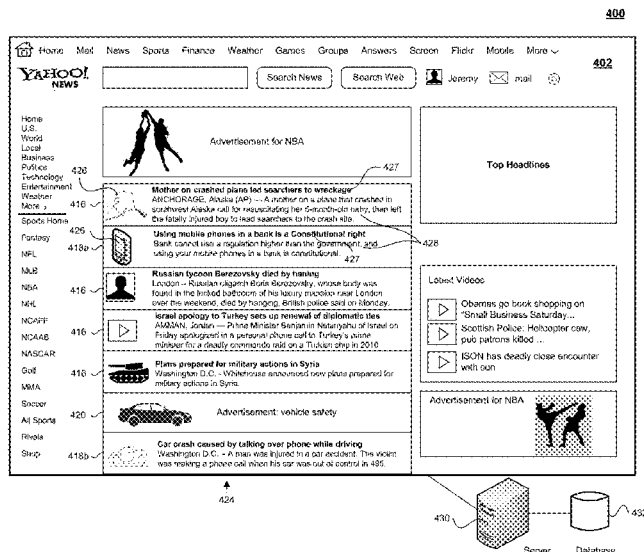 400
Home Mail News Sports Finance Weather Games Groups Answers Screen Flickr Mobile More
402
YAHOO!
NEWS
Search News
Search Web
Jeremy
mail
Home
U.S.
World
Local
Business
Politics
Technology
Entertainment
Weather
More >
Sports Home
Fantasy
NFL
MLB
NBA
NHL
NCAFF
NCAAB
NASCAR
Golf
MMA
Soccer
All Sports
Rivals
Shop
Advertisement for NBA
426
416
427
Mother on crashed plane led searchers to wreckage
ANCHORAGE, Alaska (AP) — A mother on a plane that crashed in
southwest Alaska call for resuscitating her 5-month-old baby, then left
the fatally injured boy to lead searchers to the crash site.
428
426
418a
Using mobile phones in a bank is a Constitutional right
Bank cannot use a regulation higher than the government, and
using your mobile phones in a bank is constitutional.
427
416
Russian tycoon Berezovsky died by haning
London – Russian oligarch Boris Berezovsky, whose body was
found in the locked bathroom of his luxury mansion near London
over the weekend, died by hanging, British police said on Monday.
416
Israel apology to Turkey sets up renewal of diplomatic ties
AMMAN, Jordan — Prime Minister Benjamin Netanyahu of Israel on
Friday apologized in a personal phone call to Turkey's prime
minister for a deadly commando raid on a Turkish ship in 2010
418
Plans prepared for military actions in Syria
Washington D.C. - Whitehouse announced new plans prepared for
military actions in Syria.
420
Advertisement: vehicle safety
418b
Car crash caused by talking over phone while driving
Washington D.C. - A man was injured in a car accident. The victim
was making a phone call when his car was out of control in 495.
424
Top Headlines
Latest Videos
Obamas go book shopping on
"Small Business Saturday...
Scottish Police: Helicopter cew,
pub patrons killed ...
ISON has deadly close encounter
with sun
Advertisement for NBA
430
Server
Database
432